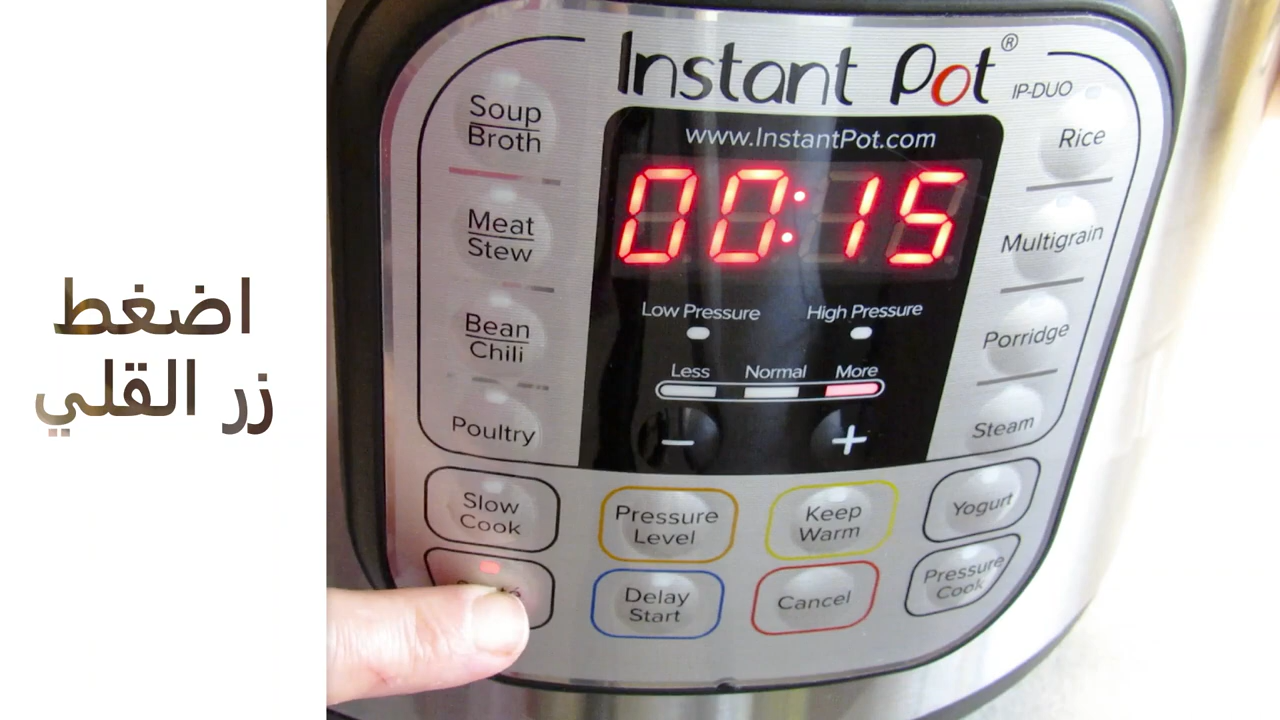 اضغط
زر القلي
Instant Pot®
IP-DUO
www.InstantPot.com
00:15
Low Pressure High Pressure
Less Normal More
− +
Soup
Broth
Meat
Stew
Bean
Chili
Poultry
Rice
Multigrain
Porridge
Steam
Slow
Cook
Pressure
Level
Keep
Warm
Yogurt
Delay
Start
Cancel
Pressure
Cook